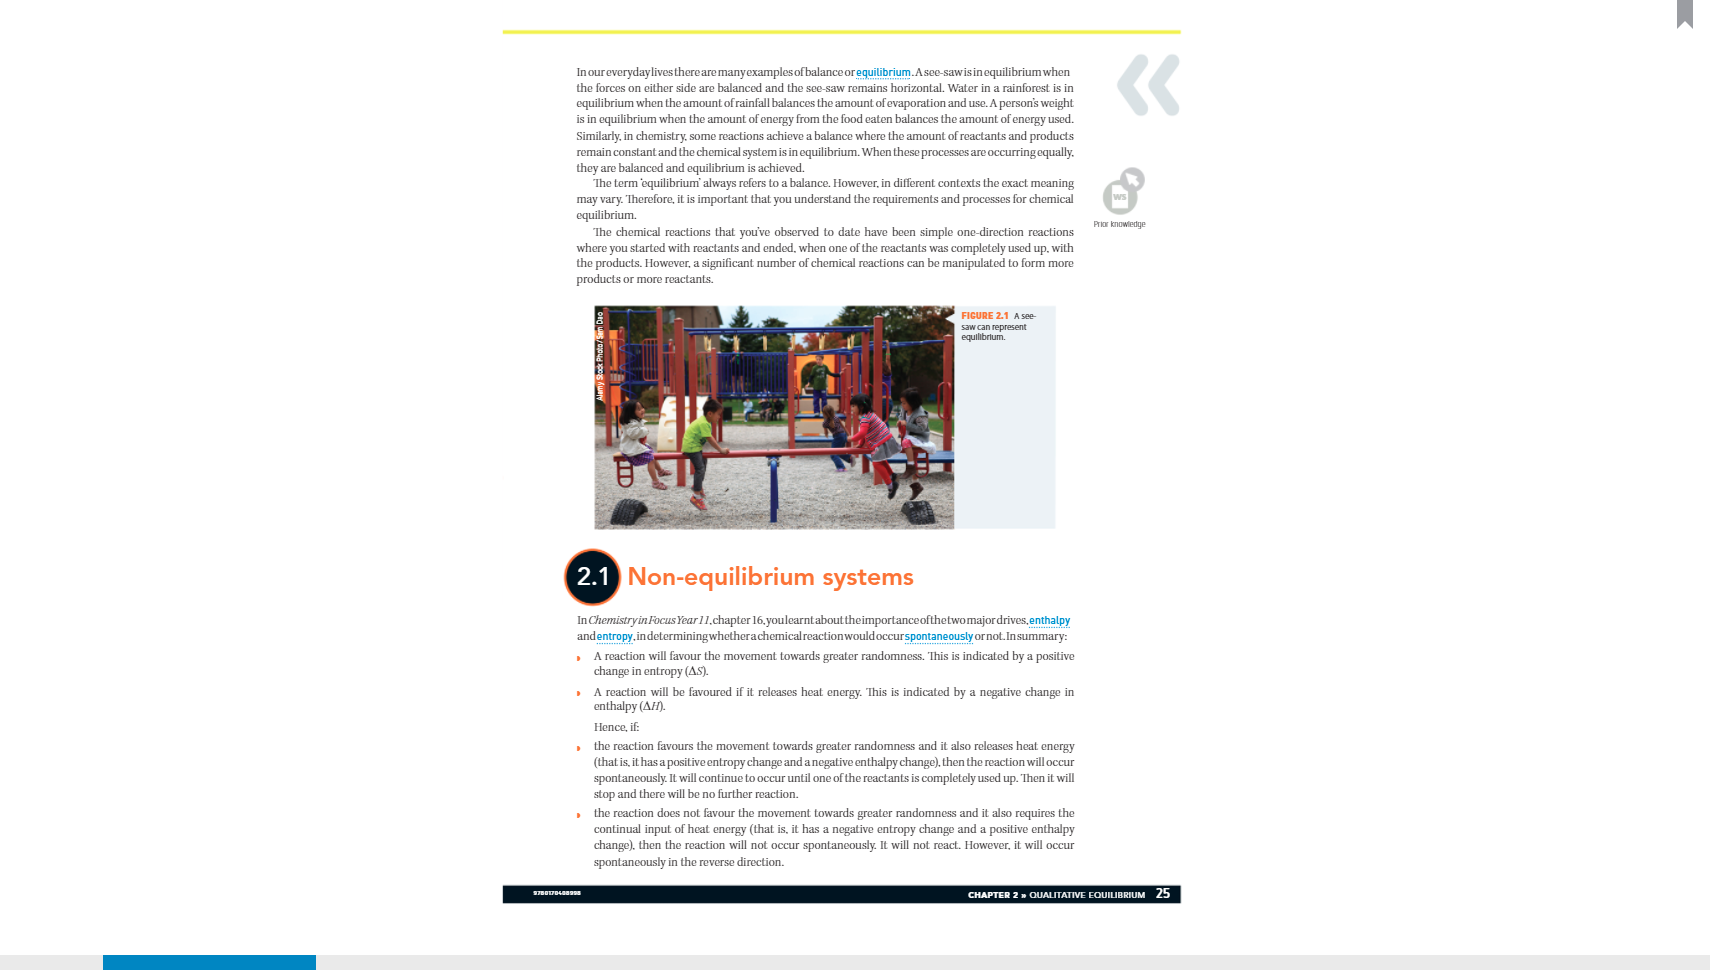 In our everyday lives there are many examples of balance or equilibrium. A see-saw is in equilibrium when
the forces on either side are balanced and the see-saw remains horizontal. Water in a rainforest is in
equilibrium when the amount of rainfall balances the amount of evaporation and use. A person's weight
is in equilibrium when the amount of energy from the food eaten balances the amount of energy used.
Similarly, in chemistry, some reactions achieve a balance where the amount of reactants and products
remain constant and the chemical system is in equilibrium. When these processes are occurring equally,
they are balanced and equilibrium is achieved.
The term 'equilibrium' always refers to a balance. However, in different contexts the exact meaning
may vary. Therefore, it is important that you understand the requirements and processes for chemical
equilibrium.
The chemical reactions that you've observed to date have been simple one-direction reactions
where you started with reactants and ended, when one of the reactants was completely used up, with
the products. However, a significant number of chemical reactions can be manipulated to form more
products or more reactants.
WS
Prior knowledge
Alamy Stock Photo/Sam Dao
FIGURE 2.1 A see-
saw can represent
equilibrium.
2.1 Non-equilibrium systems
In Chemistry in Focus Year 11, chapter 16, you learnt about the importance of the two major drives, enthalpy
and entropy, in determining whether a chemical reaction would occur spontaneously or not. In summary:
A reaction will favour the movement towards greater randomness. This is indicated by a positive
change in entropy (ΔS).
A reaction will be favoured if it releases heat energy. This is indicated by a negative change in
enthalpy (ΔH).
Hence, if:
the reaction favours the movement towards greater randomness and it also releases heat energy
(that is, it has a positive entropy change and a negative enthalpy change), then the reaction will occur
spontaneously. It will continue to occur until one of the reactants is completely used up. Then it will
stop and there will be no further reaction.
the reaction does not favour the movement towards greater randomness and it also requires the
continual input of heat energy (that is, it has a negative entropy change and a positive enthalpy
change), then the reaction will not occur spontaneously. It will not react. However, it will occur
spontaneously in the reverse direction.
9780170408998
CHAPTER 2 » QUALITATIVE EQUILIBRIUM 25